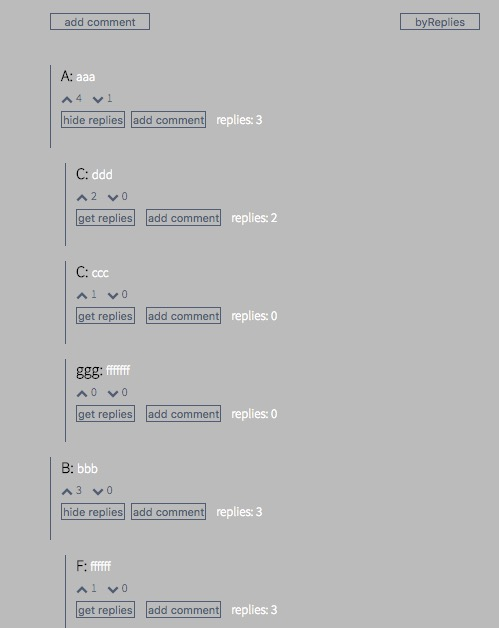 add comment byReplies
A: aaa
4 1
hide replies add comment replies: 3
C: ddd
2 0
get replies add comment replies: 2
C: ccc
1 0
get replies add comment replies: 0
ggg: fffffff
0 0
get replies add comment replies: 0
B: bbb
3 0
hide replies add comment replies: 3
F: ffffff
1 0
get replies add comment replies: 3